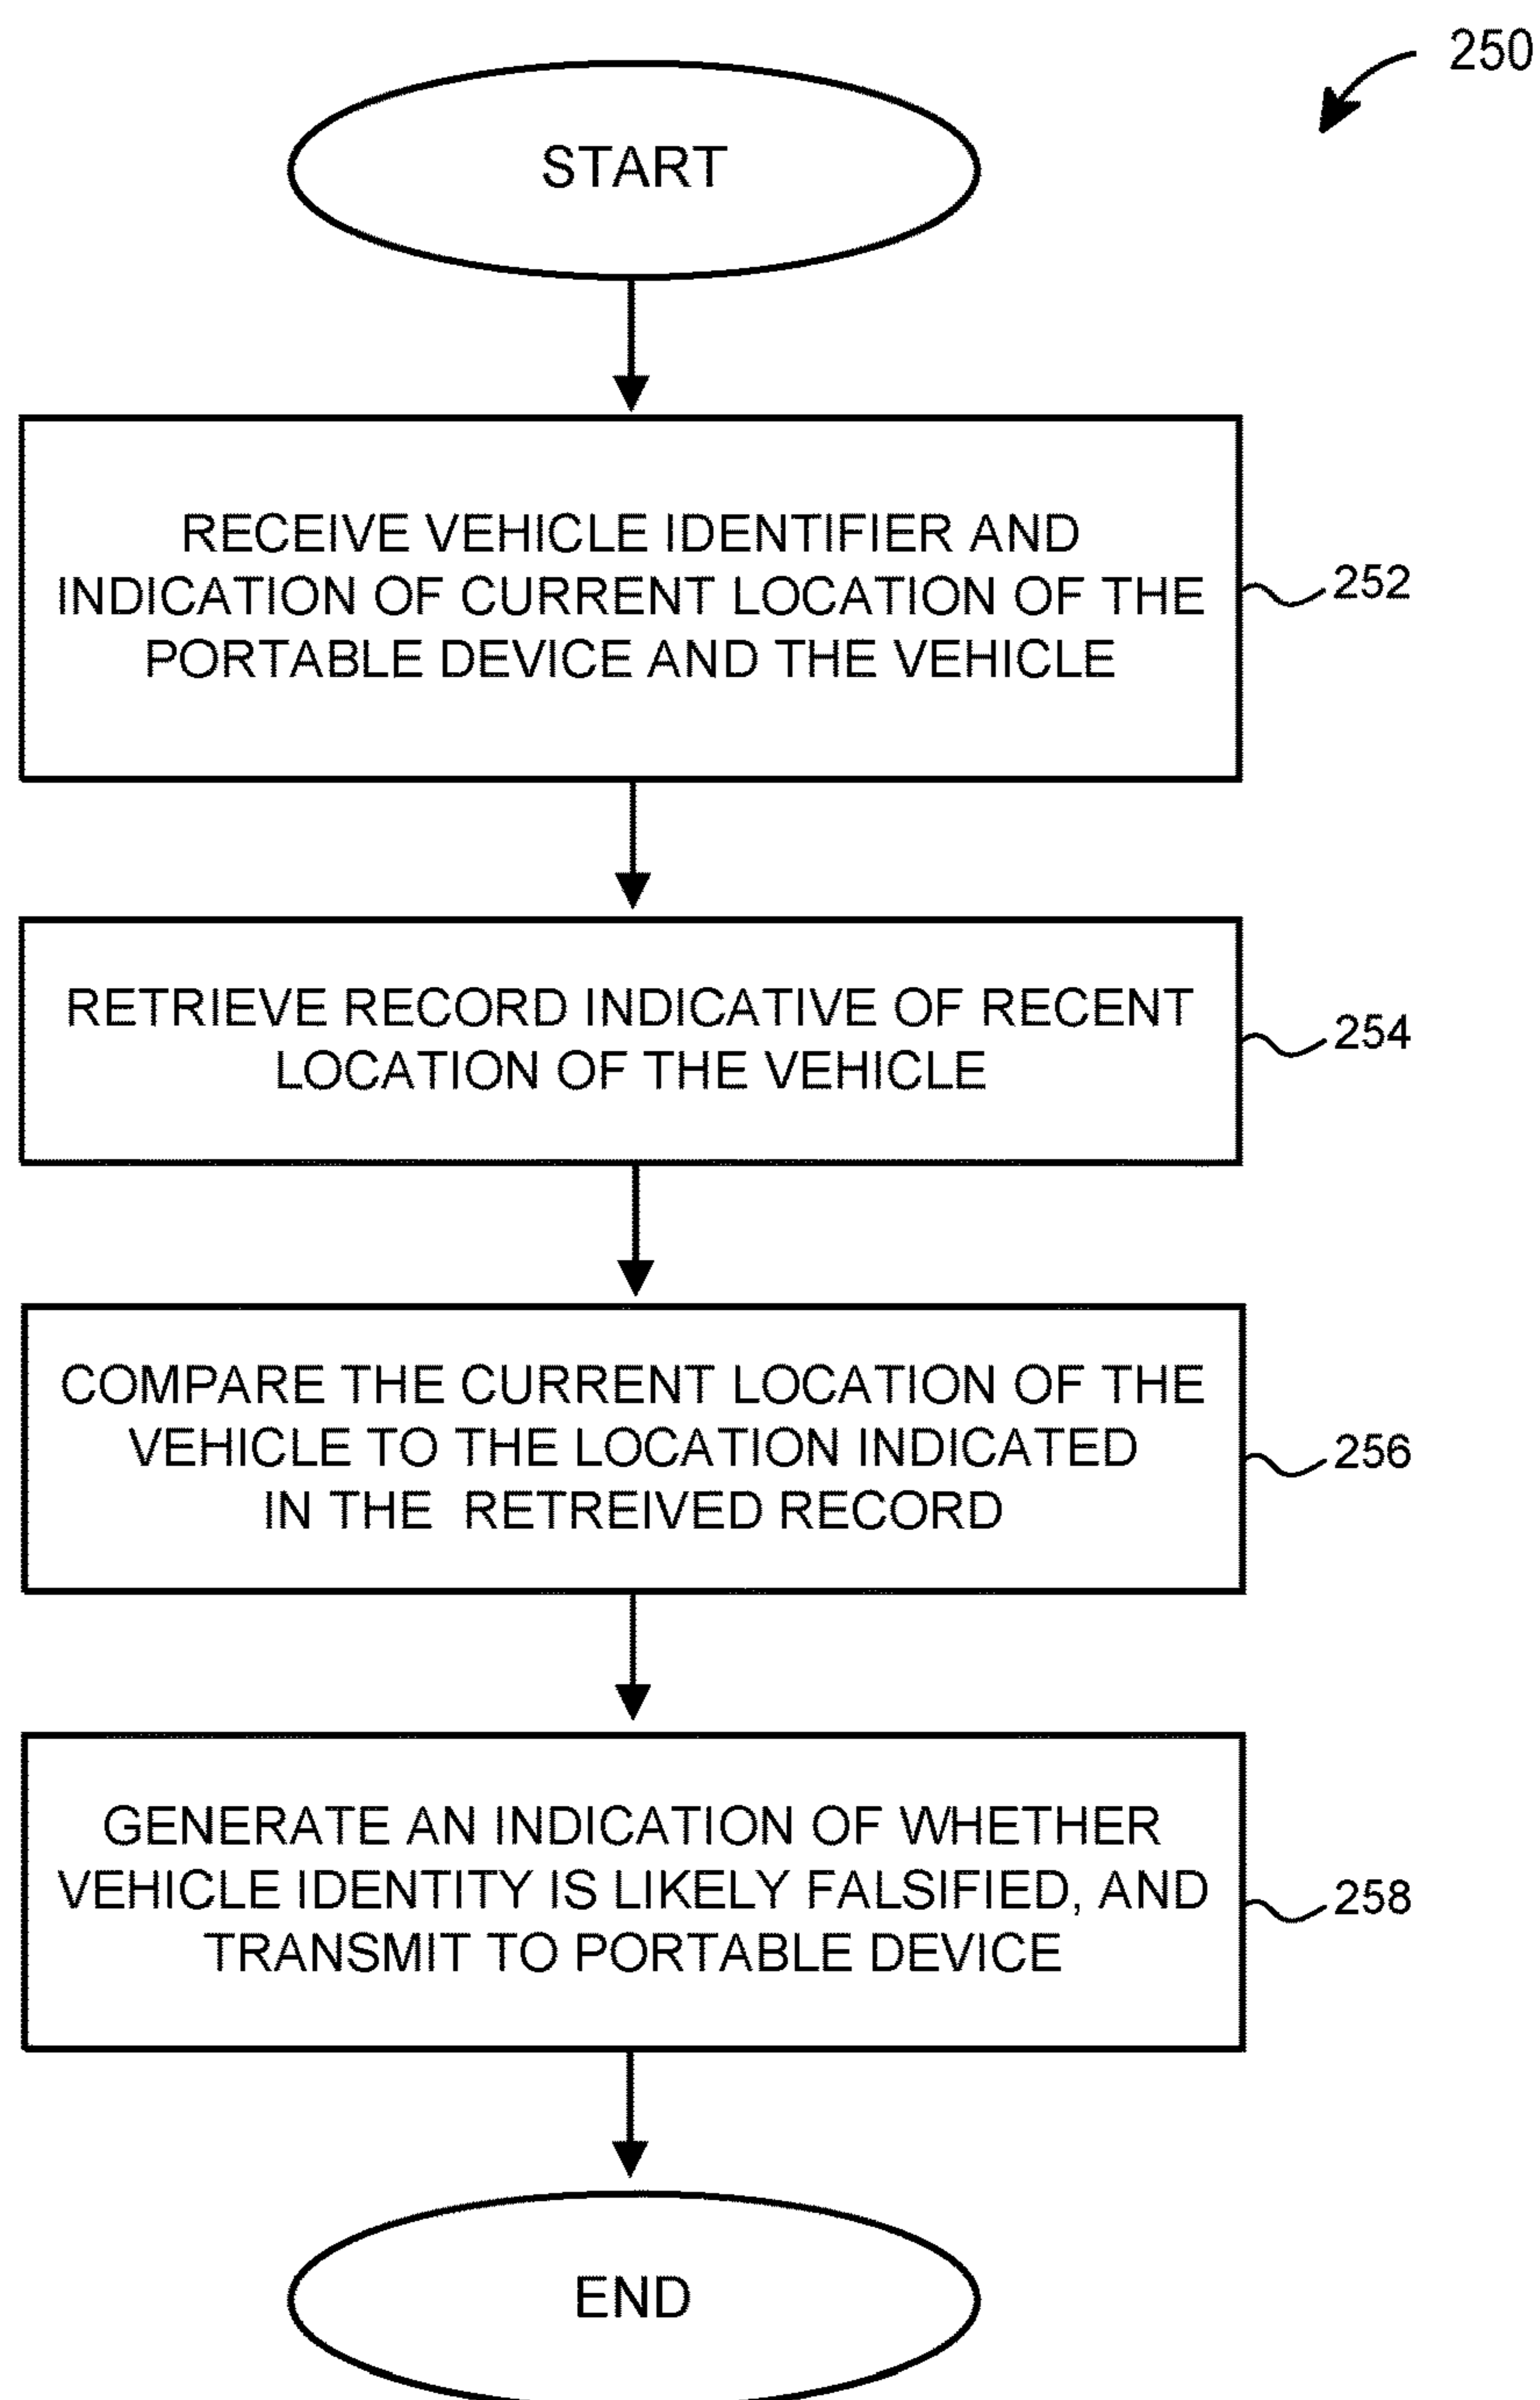 250
START
RECEIVE VEHICLE IDENTIFIER AND
INDICATION OF CURRENT LOCATION OF THE
PORTABLE DEVICE AND THE VEHICLE
252
RETRIEVE RECORD INDICATIVE OF RECENT
LOCATION OF THE VEHICLE
254
COMPARE THE CURRENT LOCATION OF THE
VEHICLE TO THE LOCATION INDICATED
IN THE RETREIVED RECORD
256
GENERATE AN INDICATION OF WHETHER
VEHICLE IDENTITY IS LIKELY FALSIFIED, AND
TRANSMIT TO PORTABLE DEVICE
258
END